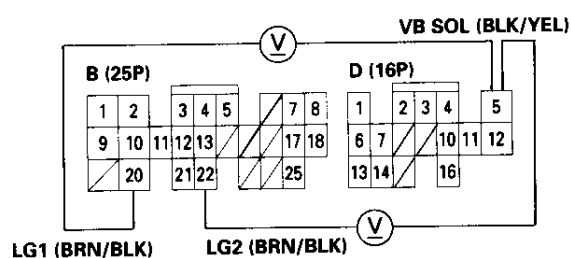 VB SOL (BLK/YEL)
V
B (25P)
D (16P)
1 2 3 4 5 7 8
9 10 11 12 13 17 18
20 21 22 25
1 2 3 4 5
6 7 10 11 12
13 14 16
V
LG1 (BRN/BLK)
LG2 (BRN/BLK)